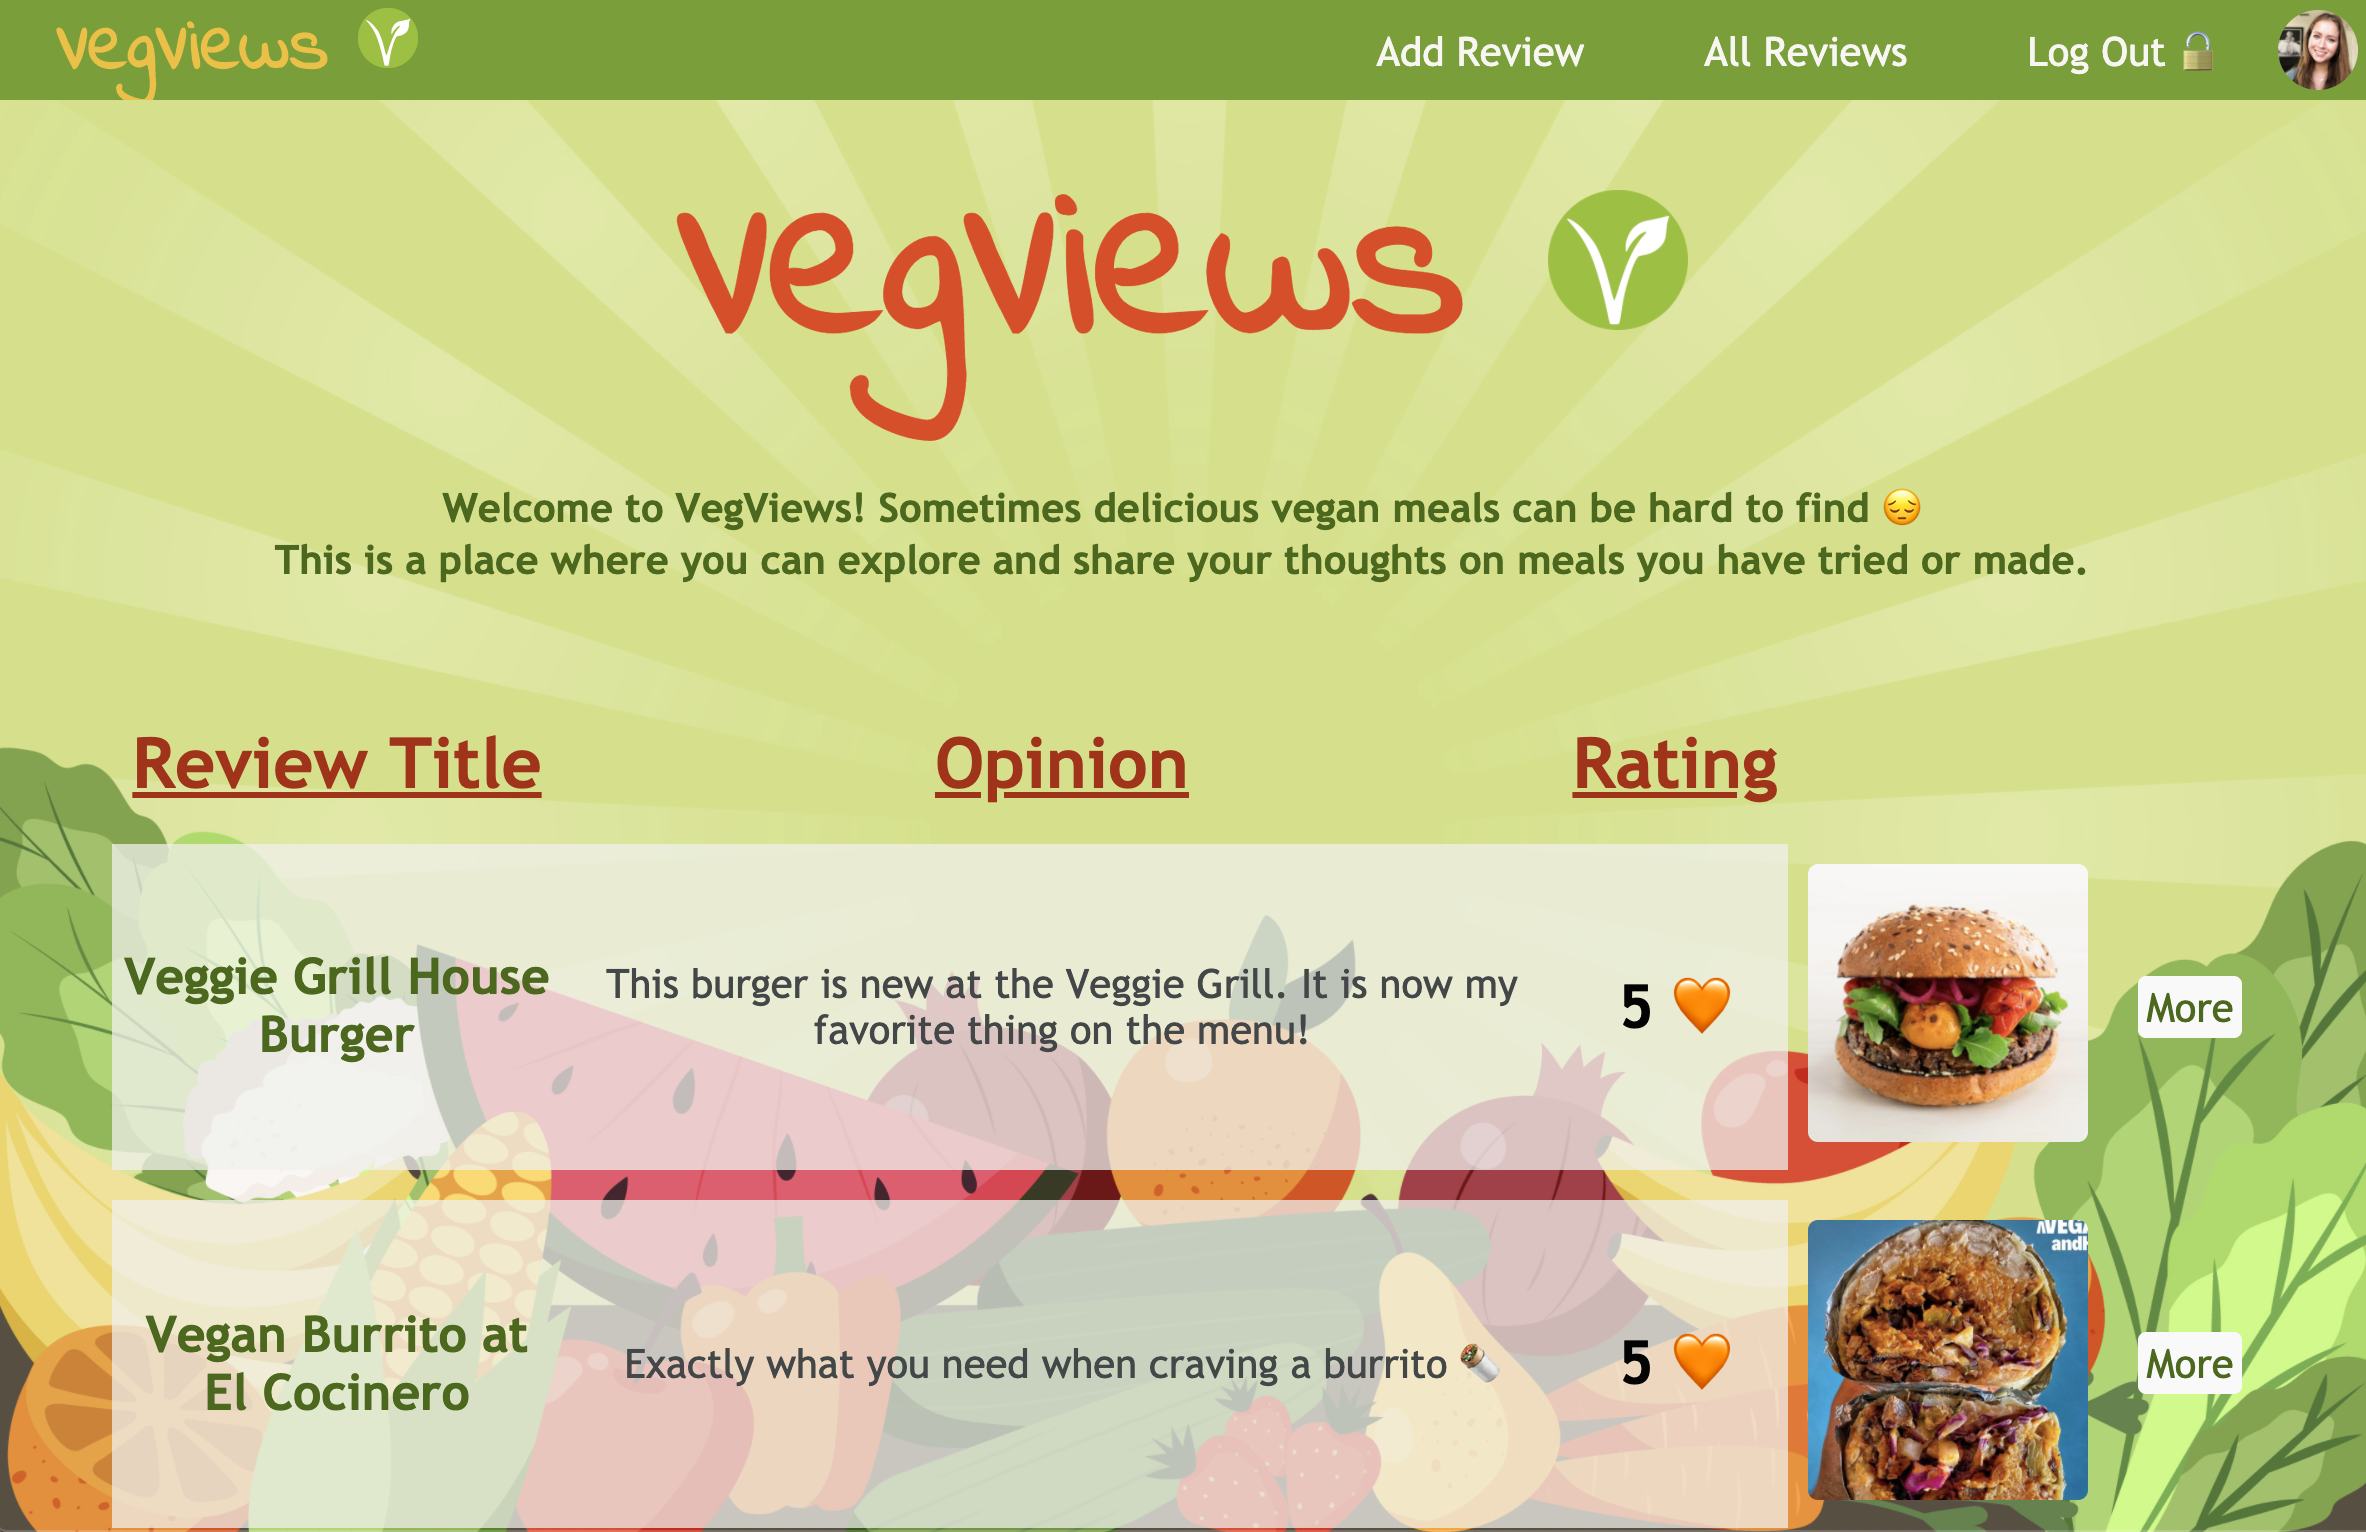 vegviews
Add Review
All Reviews
Log Out
vegviews
Welcome to VegViews! Sometimes delicious vegan meals can be hard to find 😔
This is a place where you can explore and share your thoughts on meals you have tried or made.
Review Title
Opinion
Rating
Veggie Grill House
Burger
This burger is new at the Veggie Grill. It is now my
favorite thing on the menu!
5 🧡
More
Vegan Burrito at
El Cocinero
Exactly what you need when craving a burrito 🌯
5 🧡
More